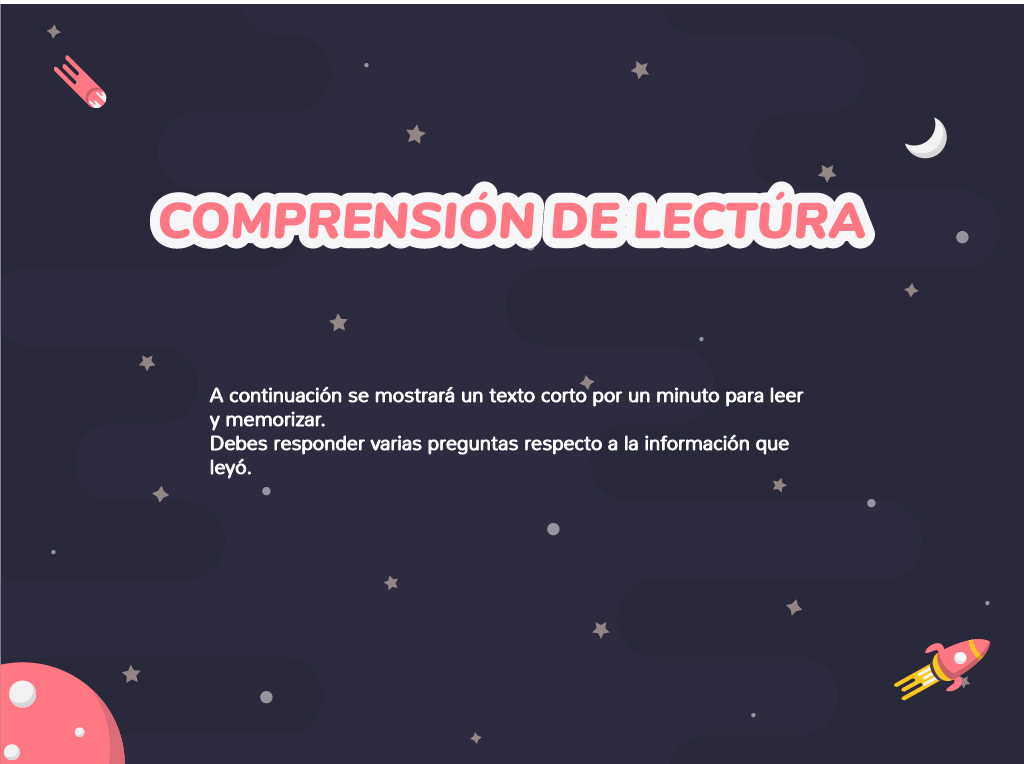 COMPRENSIÓN DE LECTÚRA
A continuación se mostrará un texto corto por un minuto para leer
y memorizar.
Debes responder varias preguntas respecto a la información que
leyó.